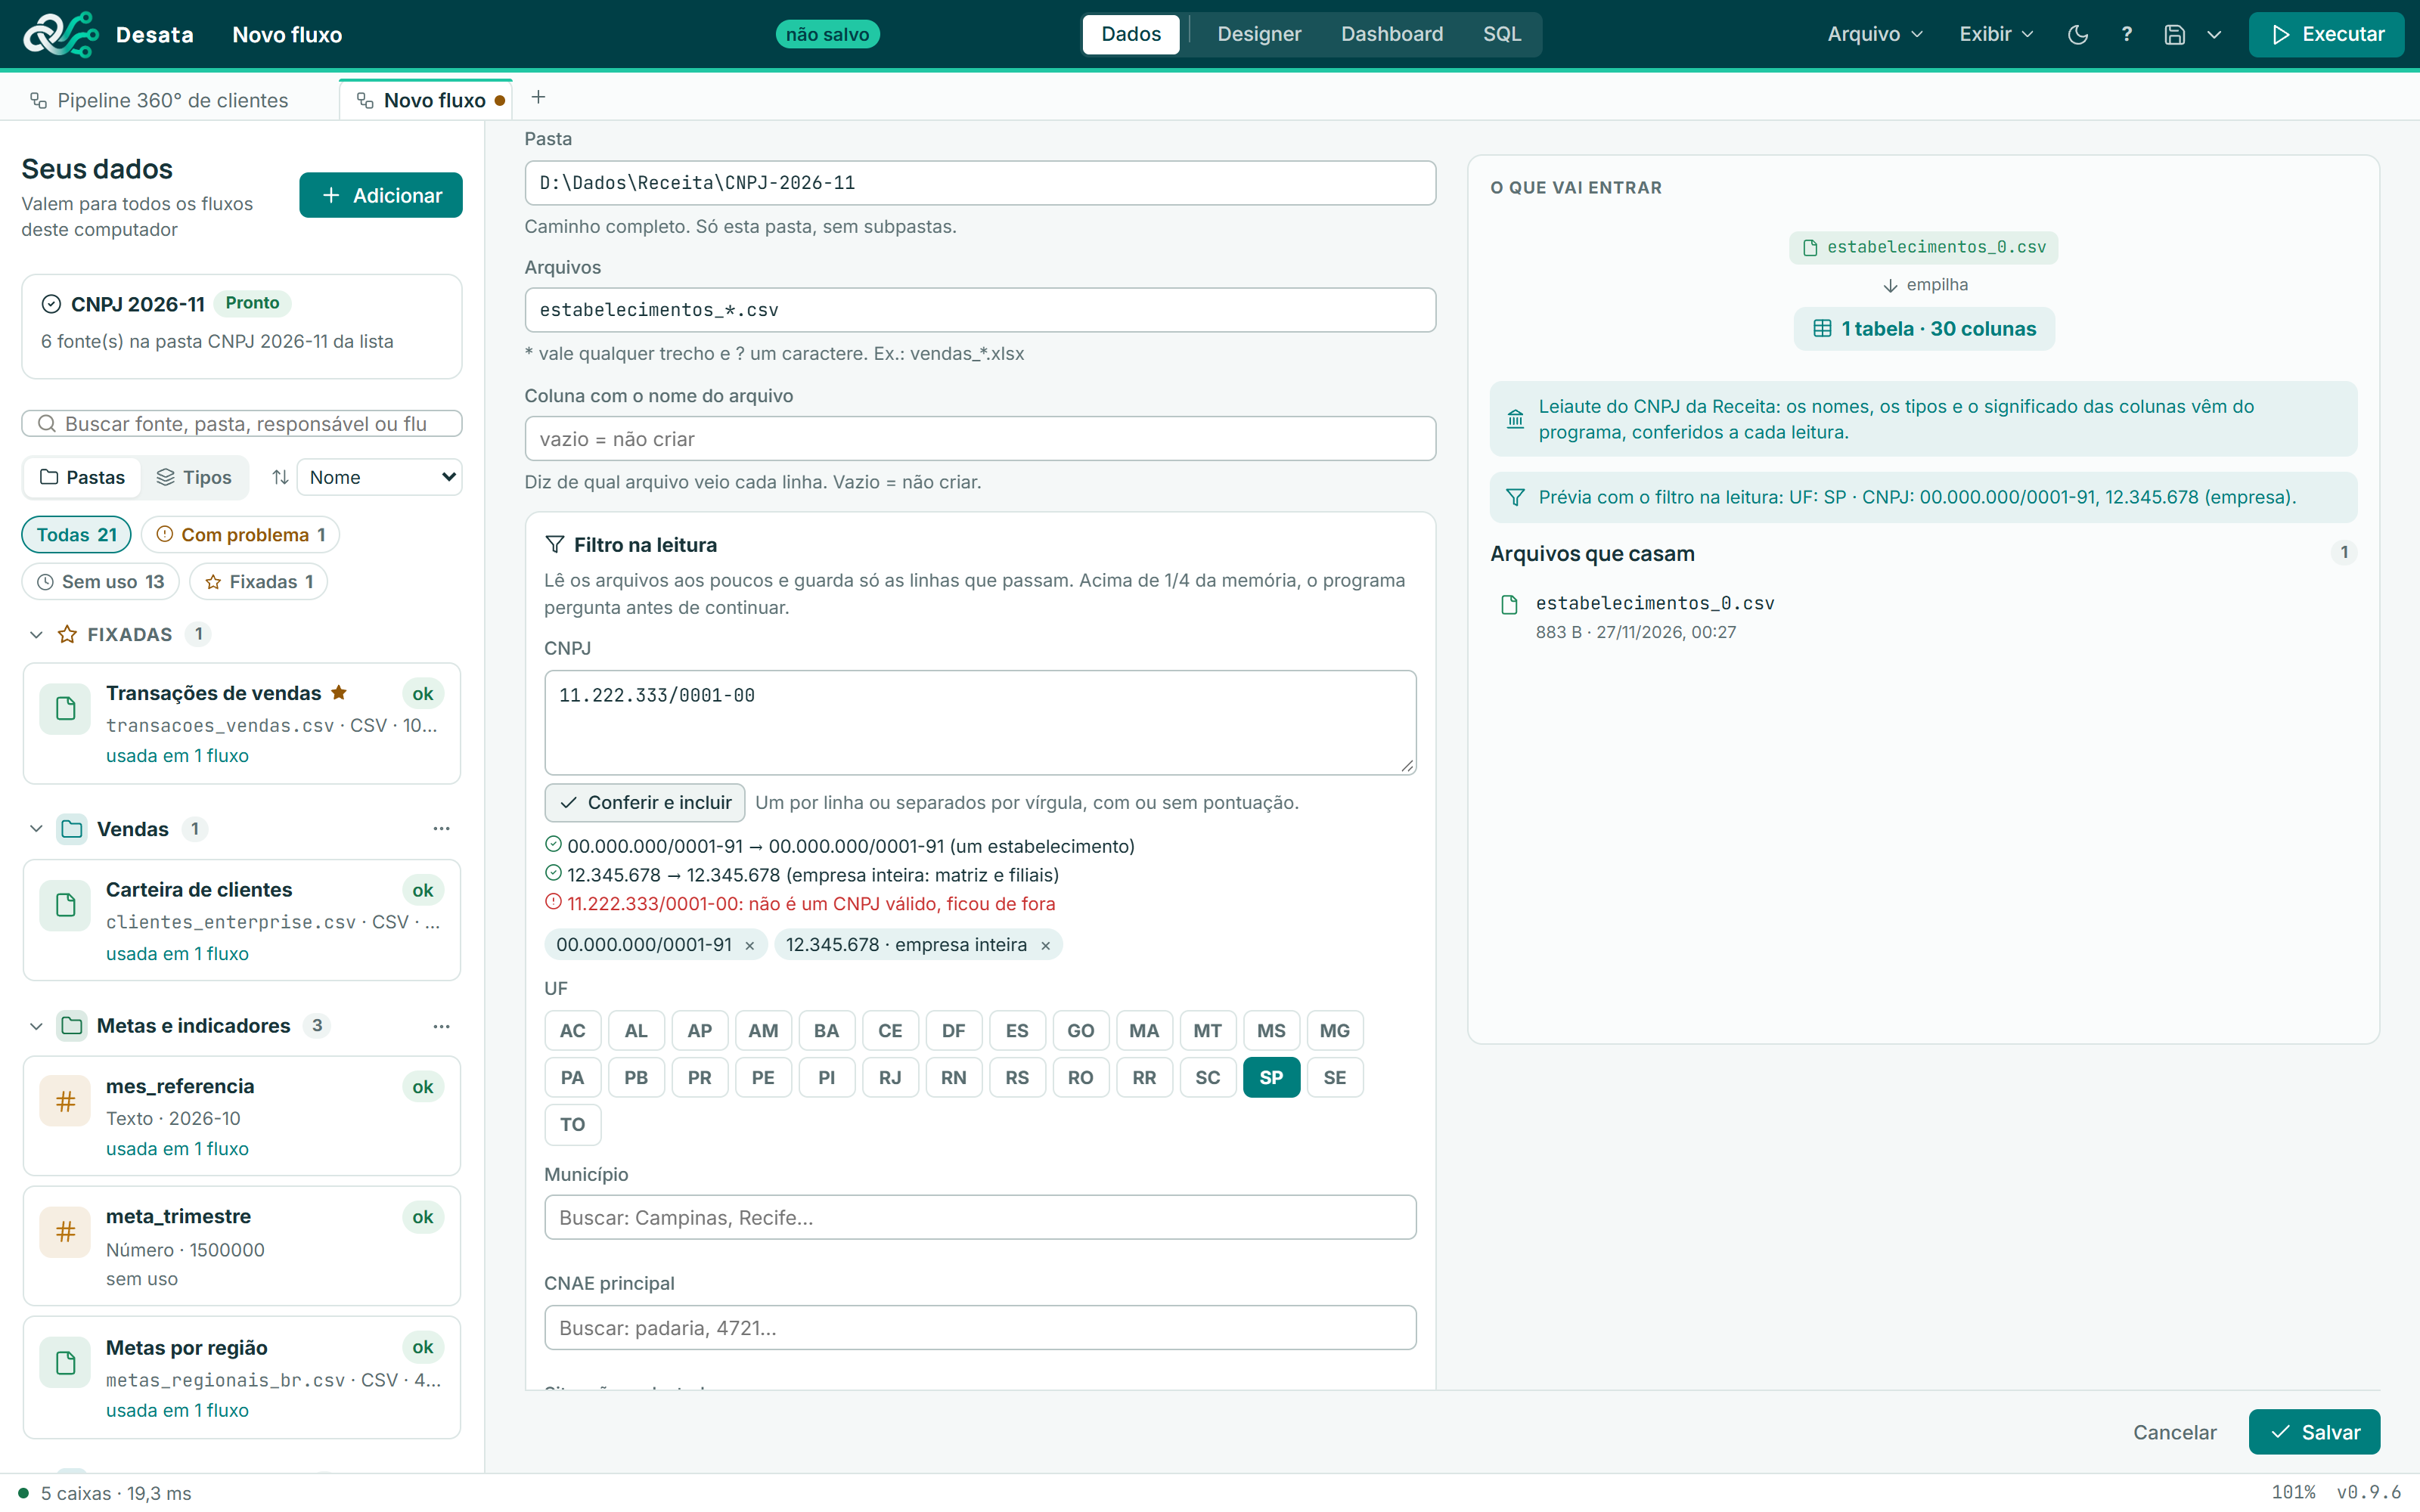 Desata
Novo fluxo
não salvo
Dados
Designer
Dashboard
SQL
Arquivo
Exibir
?
Executar
Pipeline 360° de clientes
Novo fluxo
Seus dados
Valem para todos os fluxos
deste computador
Adicionar
CNPJ 2026-11 Pronto
6 fonte(s) na pasta CNPJ 2026-11 da lista
Buscar fonte, pasta, responsável ou flu
Pastas
Tipos
Nome
Todas 21
Com problema 1
Sem uso 13
Fixadas 1
FIXADAS 1
Transações de vendas
ok
transacoes_vendas.csv · CSV · 10...
usada em 1 fluxo
Vendas 1
Carteira de clientes
ok
clientes_enterprise.csv · CSV · ...
usada em 1 fluxo
Metas e indicadores 3
mes_referencia
ok
Texto · 2026-10
usada em 1 fluxo
meta_trimestre
ok
Número · 1500000
sem uso
Metas por região
ok
metas_regionais_br.csv · CSV · 4...
usada em 1 fluxo
Pasta
D:\Dados\Receita\CNPJ-2026-11
Caminho completo. Só esta pasta, sem subpastas.
Arquivos
estabelecimentos_*.csv
* vale qualquer trecho e ? um caractere. Ex.: vendas_*.xlsx
Coluna com o nome do arquivo
vazio = não criar
Diz de qual arquivo veio cada linha. Vazio = não criar.
Filtro na leitura
Lê os arquivos aos poucos e guarda só as linhas que passam. Acima de 1/4 da memória, o programa
pergunta antes de continuar.
CNPJ
11.222.333/0001-00
Conferir e incluir
Um por linha ou separados por vírgula, com ou sem pontuação.
00.000.000/0001-91 → 00.000.000/0001-91 (um estabelecimento)
12.345.678 → 12.345.678 (empresa inteira: matriz e filiais)
11.222.333/0001-00: não é um CNPJ válido, ficou de fora
00.000.000/0001-91 ×
12.345.678 · empresa inteira ×
UF
AC AL AP AM BA CE DF ES GO MA MT MS MG
PA PB PR PE PI RJ RN RS RO RR SC SP SE
TO
Município
Buscar: Campinas, Recife...
CNAE principal
Buscar: padaria, 4721...
O QUE VAI ENTRAR
estabelecimentos_0.csv
empilha
1 tabela · 30 colunas
Leiaute do CNPJ da Receita: os nomes, os tipos e o significado das colunas vêm do
programa, conferidos a cada leitura.
Prévia com o filtro na leitura: UF: SP · CNPJ: 00.000.000/0001-91, 12.345.678 (empresa).
Arquivos que casam
1
estabelecimentos_0.csv
883 B · 27/11/2026, 00:27
Cancelar
Salvar
5 caixas · 19,3 ms
101%
v0.9.6